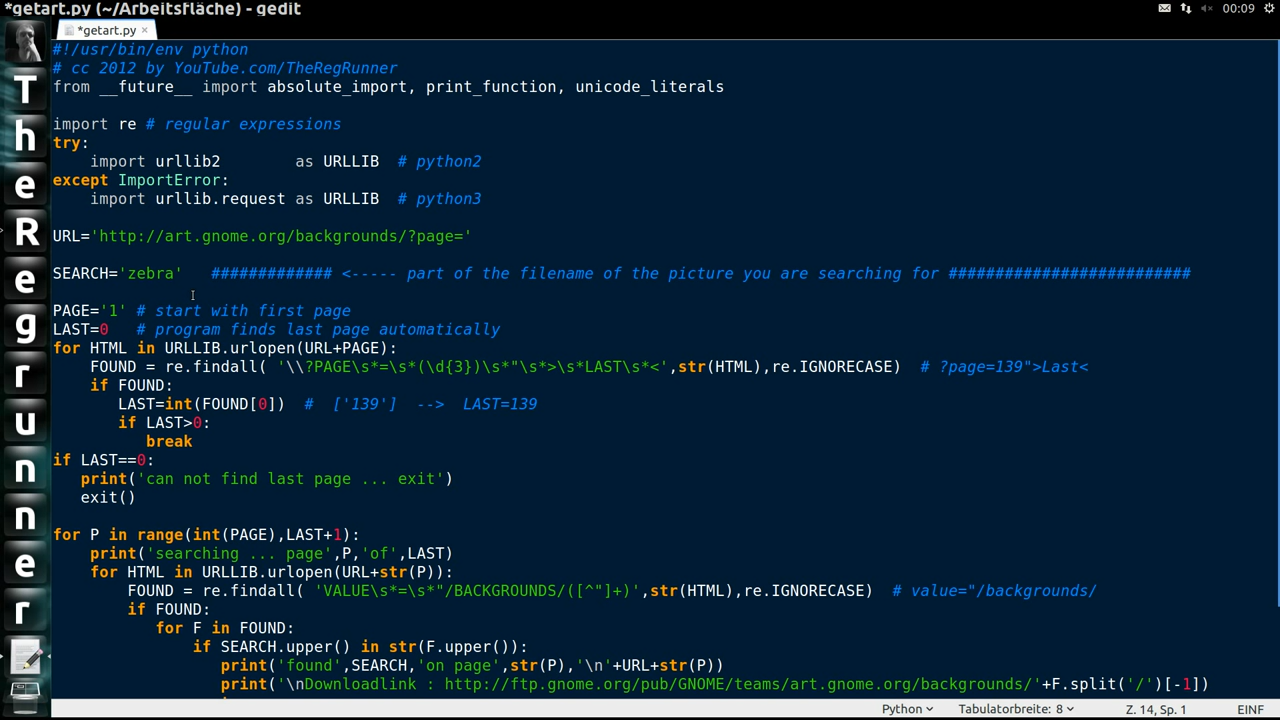 *getart.py (~/Arbeitsfläche) - gedit
00:09
*getart.py ×
#!/usr/bin/env python
# cc 2012 by YouTube.com/TheRegRunner
from __future__ import absolute_import, print_function, unicode_literals
import re # regular expressions
try:
    import urllib2        as URLLIB  # python2
except ImportError:
    import urllib.request as URLLIB  # python3
URL='http://art.gnome.org/backgrounds/?page='
SEARCH='zebra'   ############# <----- part of the filename of the picture you are searching for ##########################
PAGE='1' # start with first page
LAST=0   # program finds last page automatically
for HTML in URLLIB.urlopen(URL+PAGE):
    FOUND = re.findall( '\\?PAGE\s*=\s*(\d{3})\s*"\s*>\s*LAST\s*<',str(HTML),re.IGNORECASE)  # ?page=139">Last<
    if FOUND:
       LAST=int(FOUND[0])  #  ['139']  -->  LAST=139
       if LAST>0:
          break
if LAST==0:
   print('can not find last page ... exit')
   exit()
for P in range(int(PAGE),LAST+1):
    print('searching ... page',P,'of',LAST)
    for HTML in URLLIB.urlopen(URL+str(P)):
        FOUND = re.findall( 'VALUE\s*=\s*"/BACKGROUNDS/([^"]+)',str(HTML),re.IGNORECASE)  # value="/backgrounds/
        if FOUND:
           for F in FOUND:
               if SEARCH.upper() in str(F.upper()):
                  print('found',SEARCH,'on page',str(P),'\n'+URL+str(P))
                  print('\nDownloadlink : http://ftp.gnome.org/pub/GNOME/teams/art.gnome.org/backgrounds/'+F.split('/')[-1])
T
h
e
R
e
g
r
u
n
n
e
r
Python
Tabulatorbreite: 8
Z. 14, Sp. 1
EINF